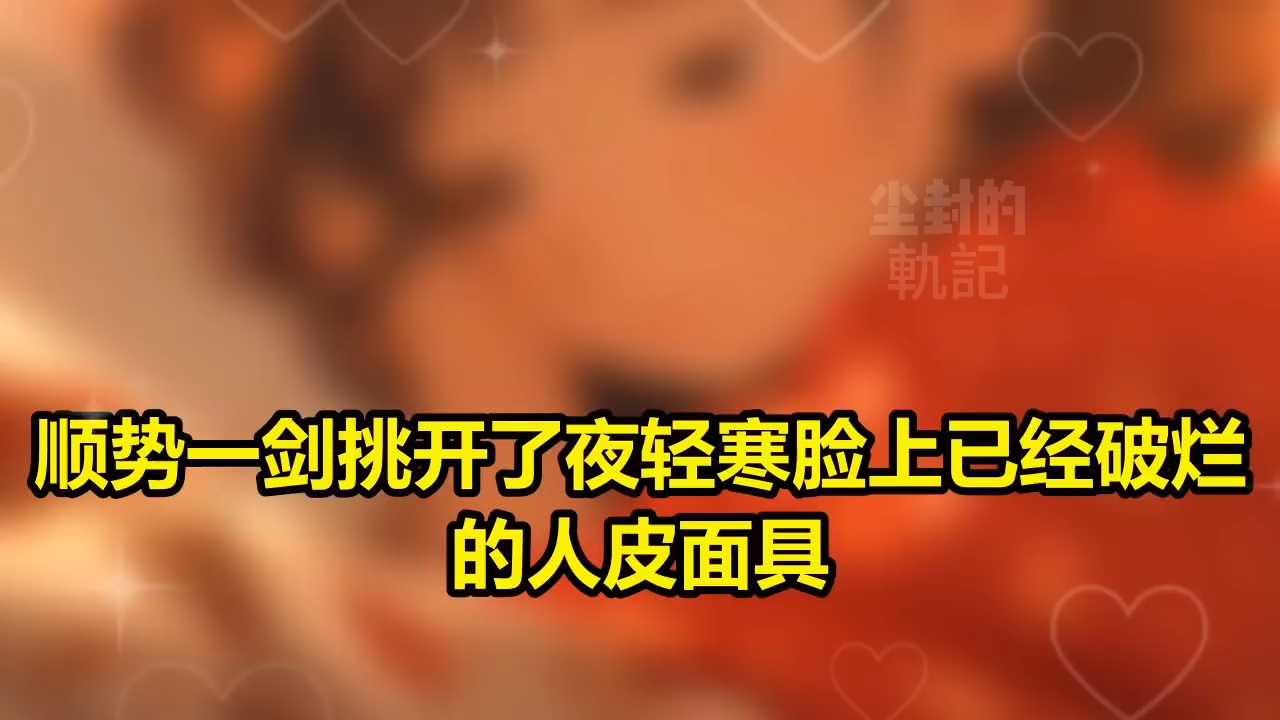 尘封的
軌記
顺势一剑挑开了夜轻寒脸上已经破烂
的人皮面具